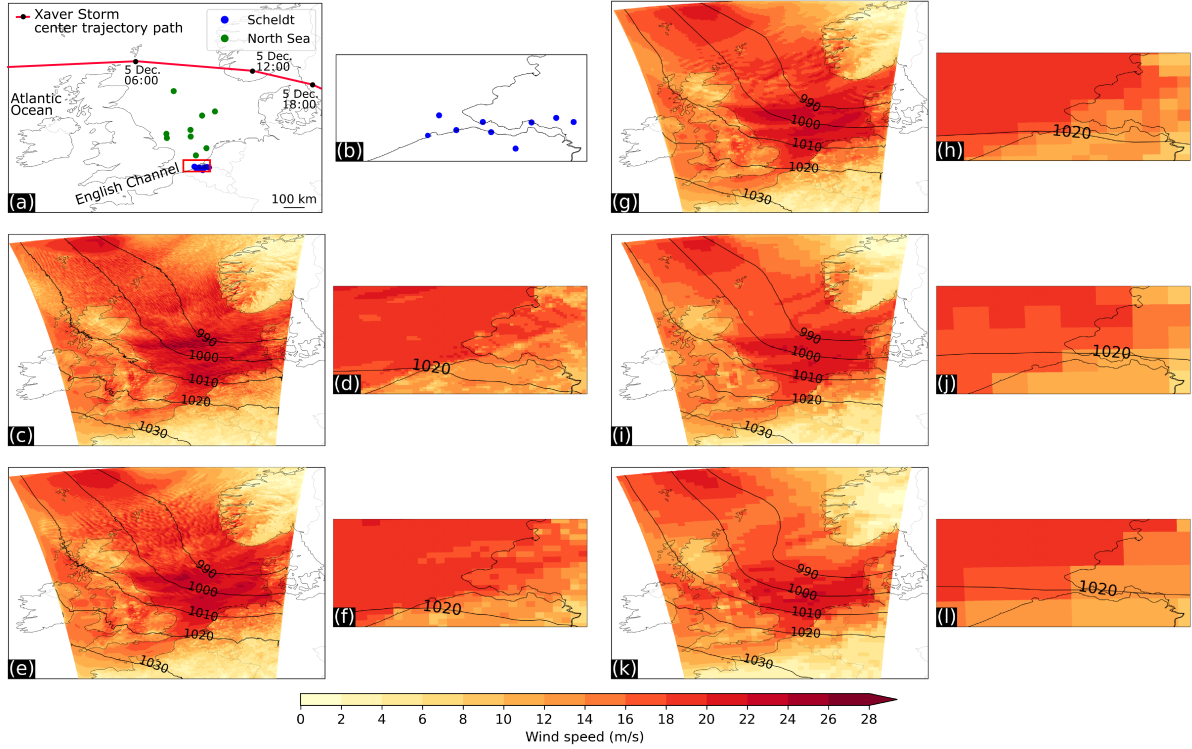 Xaver Storm
center trajectory path
Scheldt
North Sea
5 Dec.
06:00
5 Dec.
12:00
5 Dec.
18:00
Atlantic
Ocean
English Channel
100 km
(a)
(b)
990
1000
1010
1020
1030
(g)
1020
(h)
990
1000
1010
1020
1030
(c)
1020
(d)
990
1000
1010
1020
1030
(i)
1020
(j)
990
1000
1010
1020
1030
(e)
1020
(f)
990
1000
1010
1020
1030
(k)
1020
(l)
0 2 4 6 8 10 12 14 16 18 20 22 24 26 28
Wind speed (m/s)